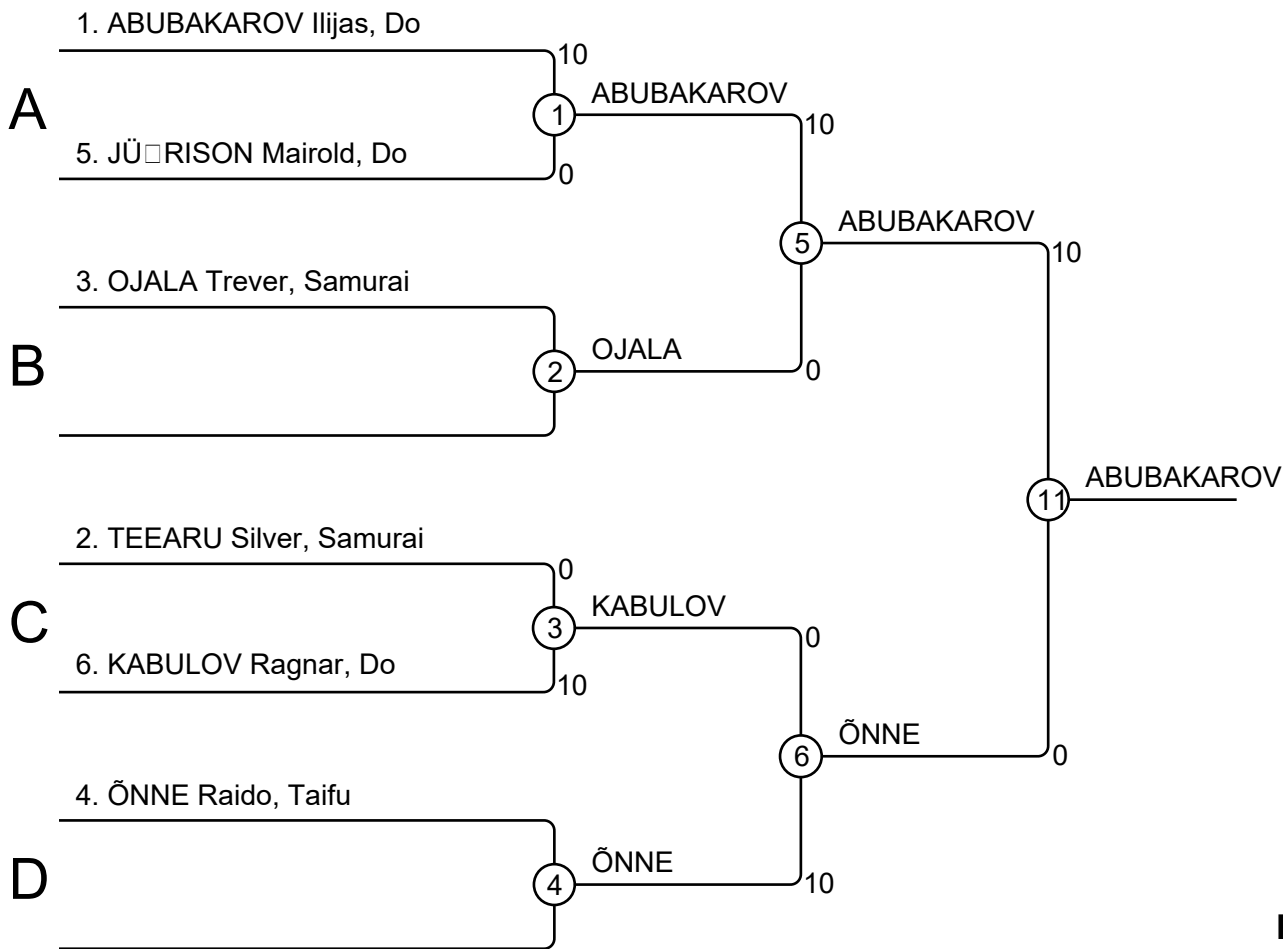 1. ABUBAKAROV Ilijas, Do
10
A
1
ABUBAKAROV
10
5. JÜ□RISON Mairold, Do
0
5
ABUBAKAROV
10
3. OJALA Trever, Samurai
B
2
OJALA
0
11
ABUBAKAROV
2. TEEARU Silver, Samurai
0
C
3
KABULOV
0
6. KABULOV Ragnar, Do
10
6
ÕNNE
0
4. ÕNNE Raido, Taifu
D
4
ÕNNE
10